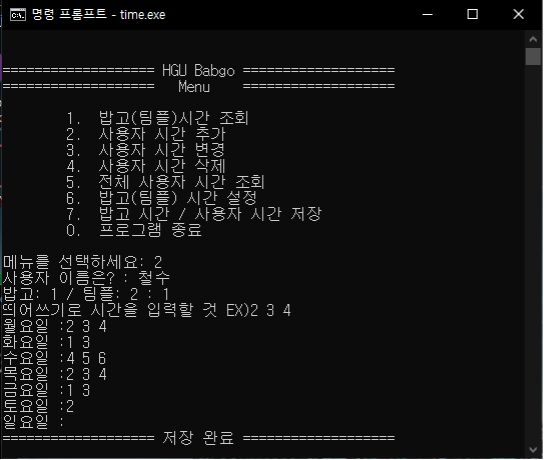 명령 프롬프트 - time.exe
=================== HGU Babgo ===================
===================   Menu    ===================
1.  밥고(팀플)시간 조회
2.  사용자 시간 추가
3.  사용자 시간 변경
4.  사용자 시간 삭제
5.  전체 사용자 시간 조회
6.  밥고(팀플) 시간 설정
7.  밥고 시간 / 사용자 시간 저장
0.  프로그램 종료
메뉴를 선택하세요: 2
사용자 이름은? : 철수
밥고: 1 / 팀플: 2 : 1
띄어쓰기로 시간을 입력할 것 EX)2 3 4
월요일 :2 3 4
화요일 :1 3
수요일 :4 5 6
목요일 :2 3 4
금요일 :1 3
토요일 :2
일요일 :
=================== 저장 완료 ===================